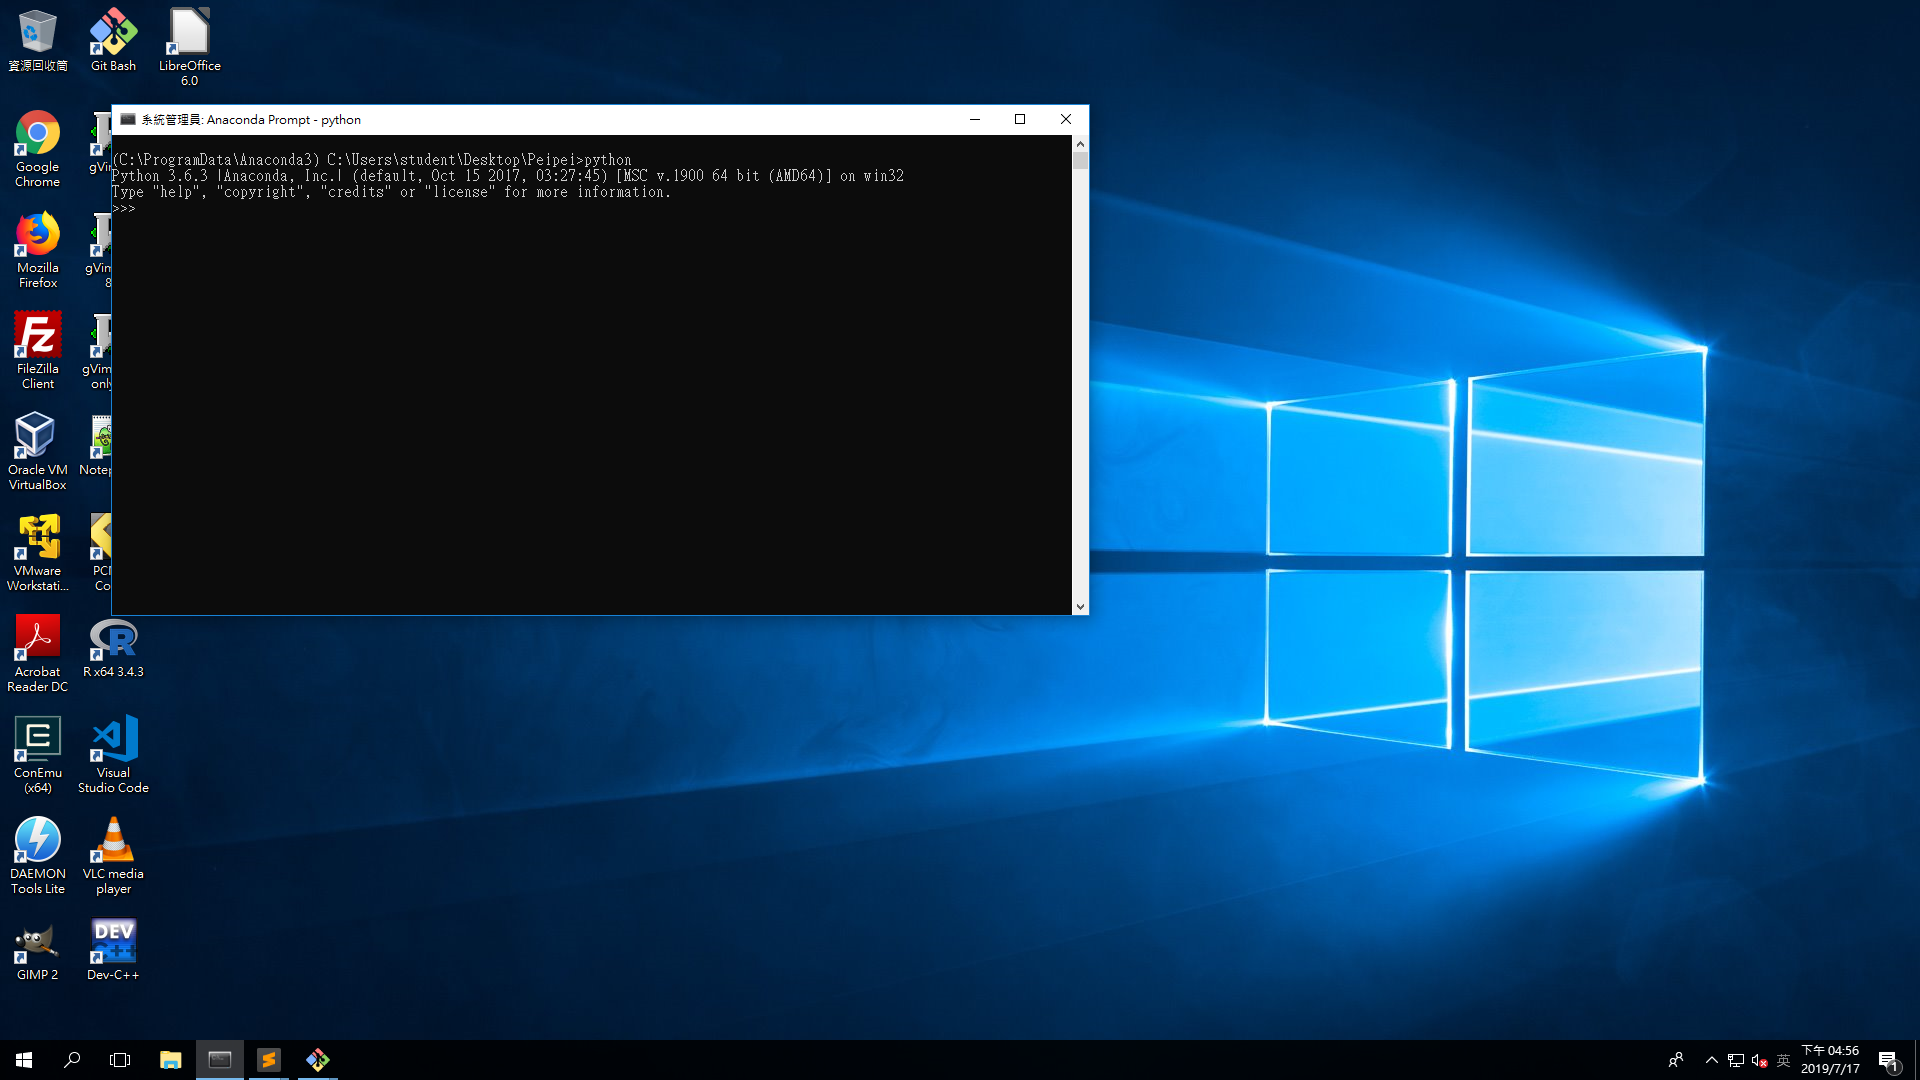 資源回收筒
Git Bash
LibreOffice
6.0
Google
Chrome
gVi
Mozilla
Firefox
gVim
8
FileZilla
Client
gVim
only
Oracle VM
VirtualBox
Notep
VMware
Workstati...
PCM
Co
Acrobat
Reader DC
R x64 3.4.3
ConEmu
(x64)
Visual
Studio Code
DAEMON
Tools Lite
VLC media
player
GIMP 2
DEV
C++
Dev-C++
系統管理員: Anaconda Prompt - python
(C:\ProgramData\Anaconda3) C:\Users\student\Desktop\Peipei>python
Python 3.6.3 |Anaconda, Inc.| (default, Oct 15 2017, 03:27:45) [MSC v.1900 64 bit (AMD64)] on win32
Type "help", "copyright", "credits" or "license" for more information.
>>>
英
下午 04:56
2019/7/17
1